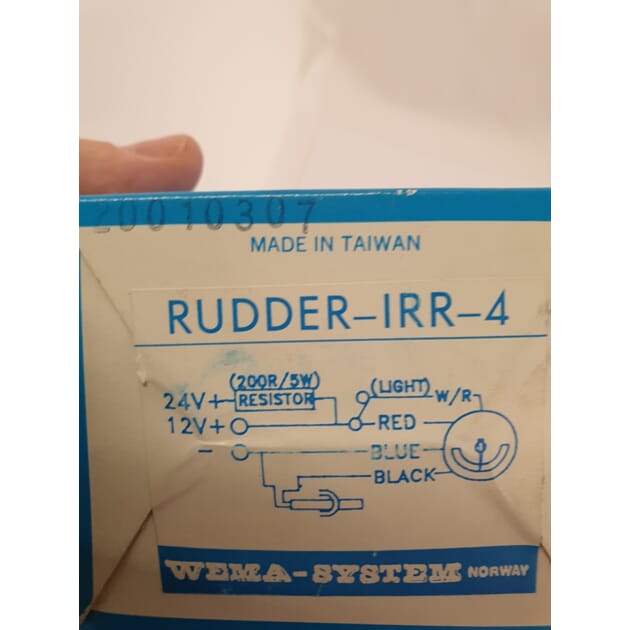 20010307
MADE IN TAIWAN
RUDDER-IRR-4
(200R/5W) (LIGHT)
24V+ RESISTOR W/R
12V+ RED
- BLUE
BLACK
WEMA-SYSTEM NORWAY